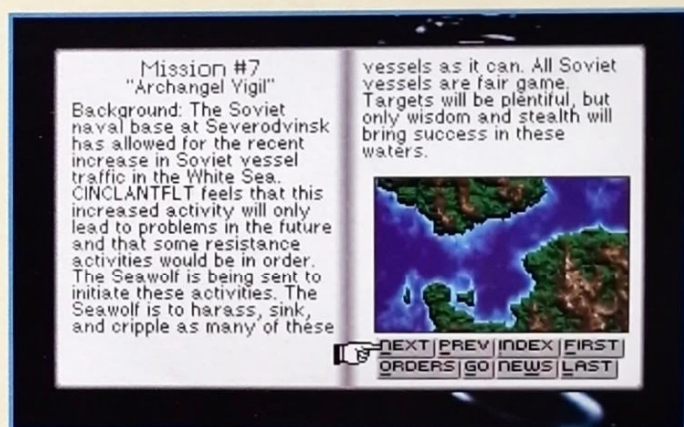 Mission #7
"Archangel Vigil"
Background: The Soviet
naval base at Severodvinsk
has allowed for the recent
increase in Soviet vessel
traffic in the White Sea.
CINCLANTFLT feels that this
increased activity will only
lead to problems in the future
and that some resistance
activities would be in order.
The Seawolf is being sent to
initiate these activities. The
Seawolf is to harass, sink,
and cripple as many of these
vessels as it can. All Soviet
vessels are fair game.
Targets will be plentiful, but
only wisdom and stealth will
bring success in these
waters.
NEXT PREV INDEX FIRST
ORDERS GO NEWS LAST